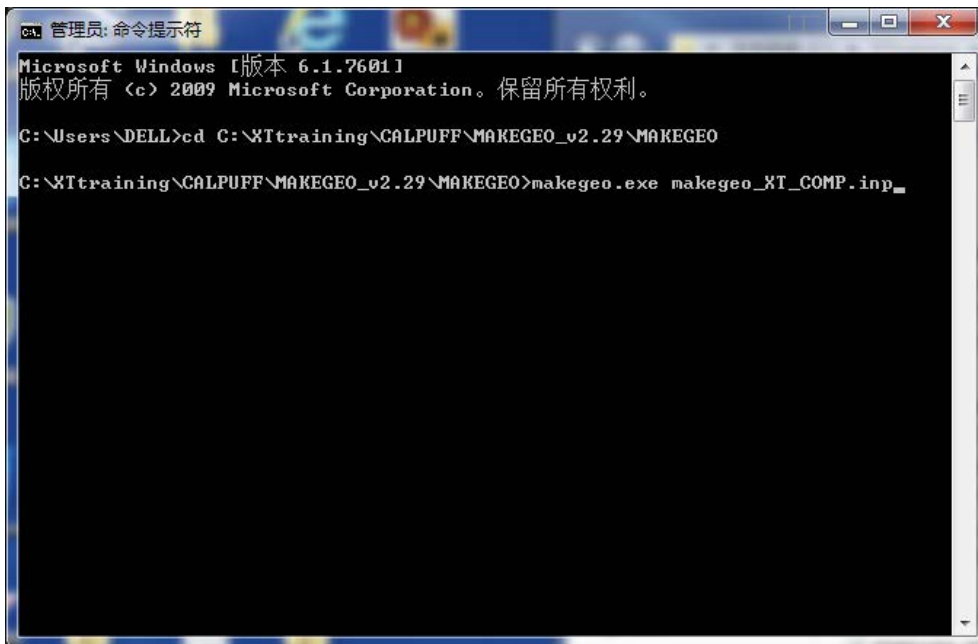 管理员: 命令提示符
Microsoft Windows [版本 6.1.7601]
版权所有 (c) 2009 Microsoft Corporation。保留所有权利。
C:\Users\DELL>cd C:\XTtraining\CALPUFF\MAKEGEO_v2.29\MAKEGEO
C:\XTtraining\CALPUFF\MAKEGEO_v2.29\MAKEGEO>makegeo.exe makegeo_XT_COMP.inp